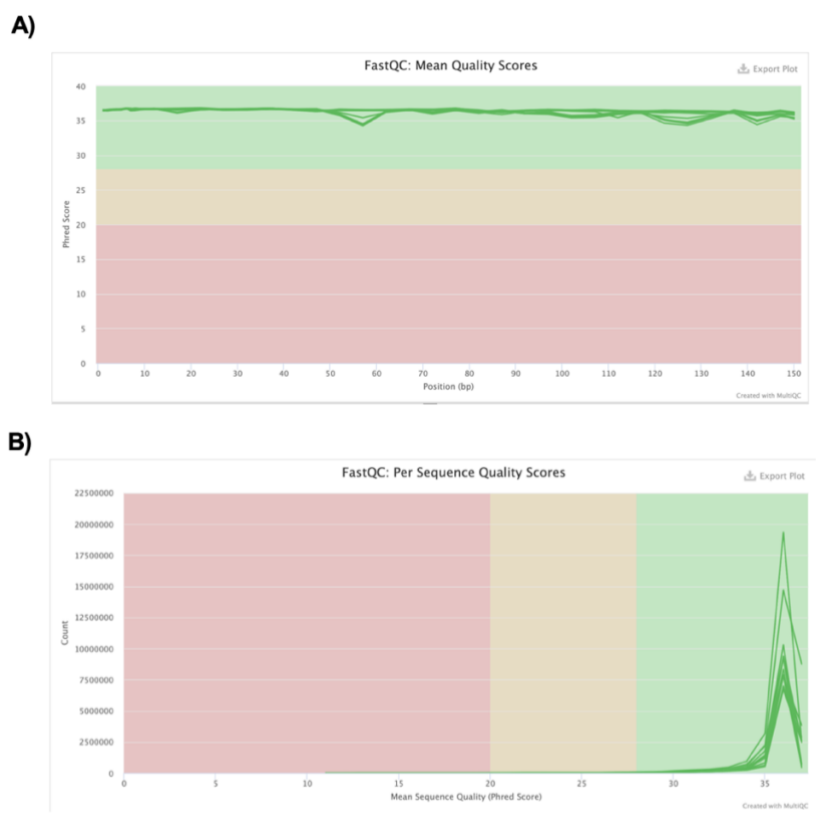 A)
FastQC: Mean Quality Scores
Export Plot
40
35
30
25
20
15
10
5
0
Phred Score
0 10 20 30 40 50 60 70 80 90 100 110 120 130 140 150
Position (bp)
Created with MultiQC
B)
FastQC: Per Sequence Quality Scores
Export Plot
22500000
20000000
17500000
15000000
12500000
10000000
7500000
5000000
2500000
0
Count
0 5 10 15 20 25 30 35
Mean Sequence Quality (Phred Score)
Created with MultiQC